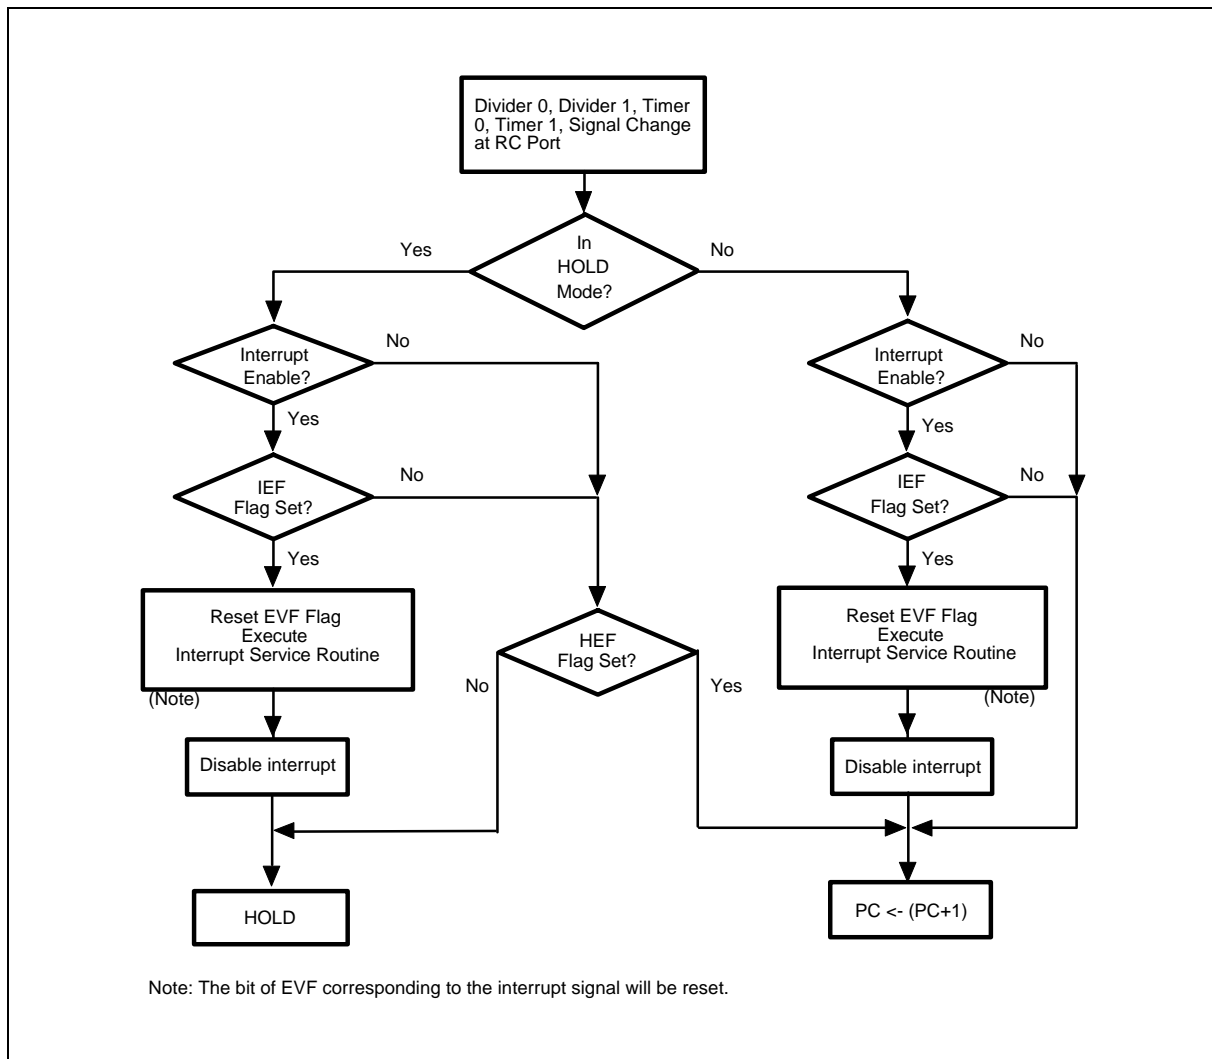 Divider 0, Divider 1, Timer
0, Timer 1, Signal Change
at RC Port
In
HOLD
Mode?
Yes
No
Interrupt
Enable?
No
Interrupt
Enable?
No
Yes
Yes
IEF
Flag Set?
No
IEF
Flag Set?
No
Yes
Yes
Reset EVF Flag
Execute
Interrupt Service Routine
(Note)
HEF
Flag Set?
No
Yes
Reset EVF Flag
Execute
Interrupt Service Routine
(Note)
Disable interrupt
Disable interrupt
HOLD
PC <- (PC+1)
Note: The bit of EVF corresponding to the interrupt signal will be reset.